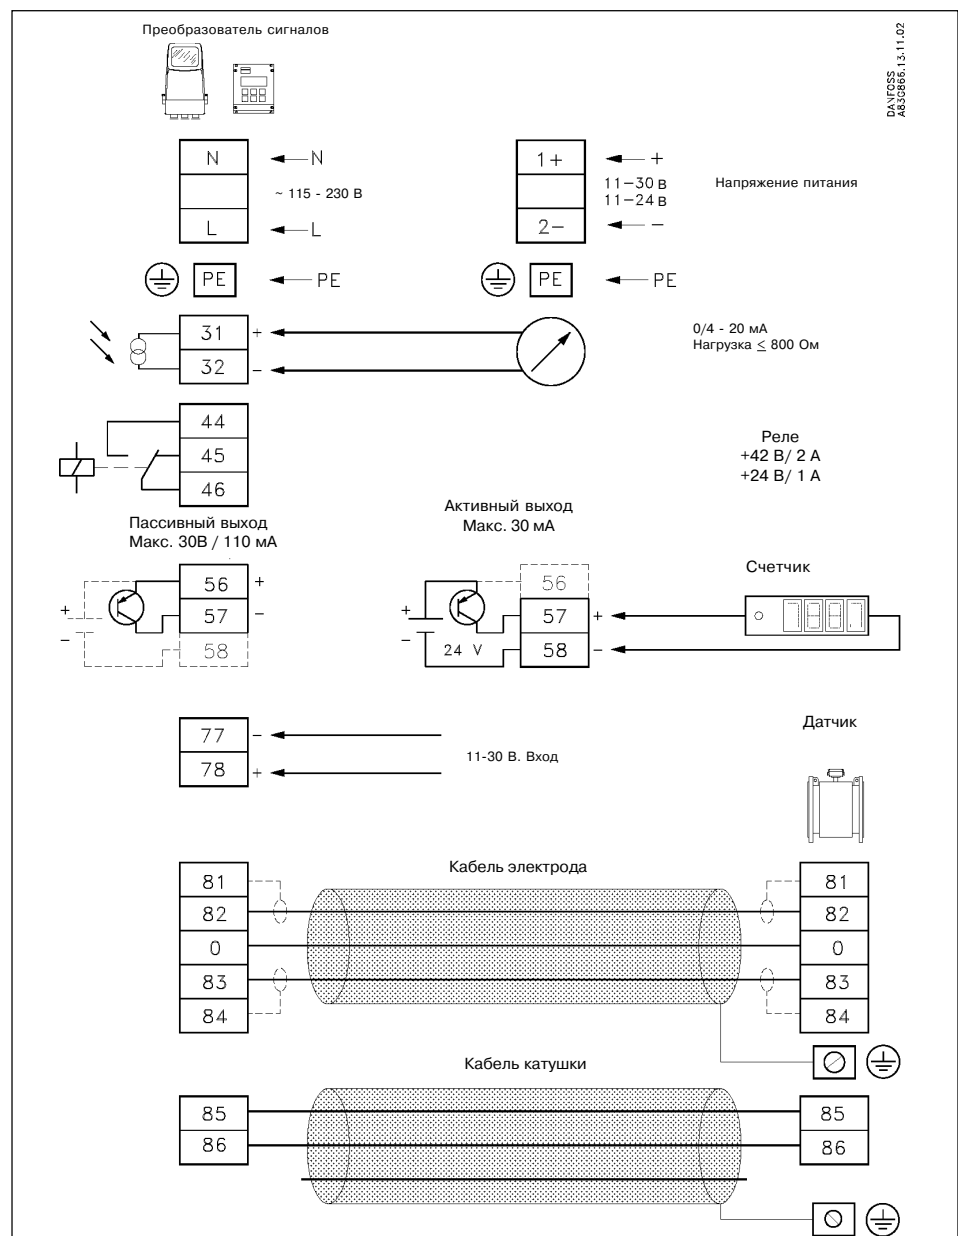 Преобразователь сигналов
DANFOSS
A83G866.13.11.02
N
N
~ 115 - 230 В
L
L
PE
PE
1+
+
11-30 В
11-24 В
Напряжение питания
2-
-
PE
PE
31
+
32
-
0/4 - 20 мА
Нагрузка ≤ 800 Ом
44
45
46
Реле
+42 В/ 2 А
+24 В/ 1 А
Пассивный выход
Макс. 30В / 110 мА
Активный выход
Макс. 30 мА
Счетчик
+
-
56
+
57
-
58
+
-
24 V
56
57
+
58
-
77
-
78
+
11-30 В. Вход
Датчик
Кабель электрода
81
82
0
83
84
81
82
0
83
84
Кабель катушки
85
86
85
86